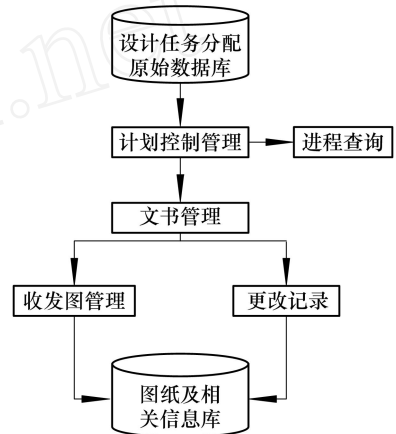 设计任务分配
原始数据库
计划控制管理
进程查询
文书管理
收发图管理
更改记录
图纸及相
关信息库